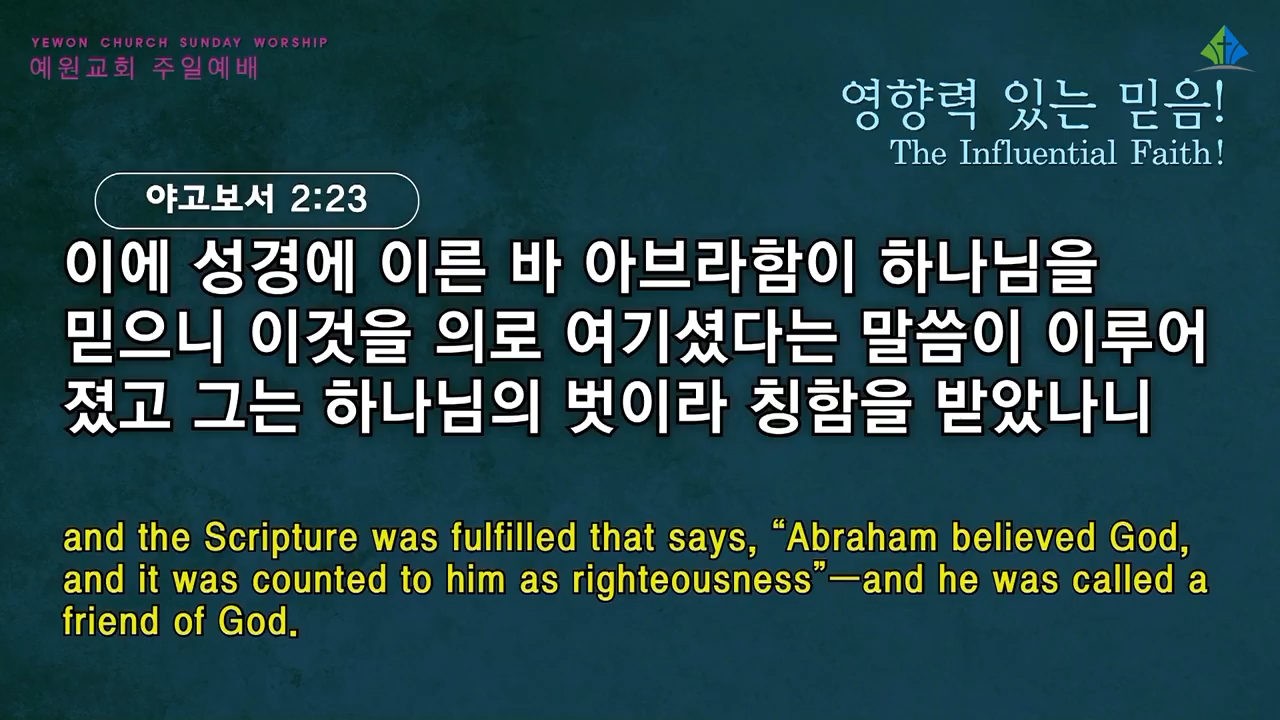 YEWON CHURCH SUNDAY WORSHIP
예원교회 주일예배
영향력 있는 믿음!
The Influential Faith!
야고보서 2:23
이에 성경에 이른 바 아브라함이 하나님을
믿으니 이것을 의로 여기셨다는 말씀이 이루어
졌고 그는 하나님의 벗이라 칭함을 받았나니
and the Scripture was fulfilled that says, “Abraham believed God,
and it was counted to him as righteousness”—and he was called a
friend of God.